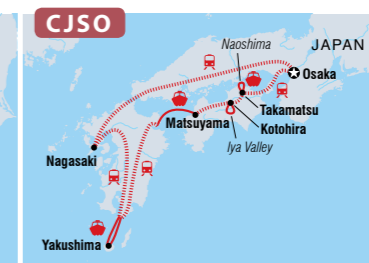 CJSO
Naoshima
JAPAN
Osaka
Takamatsu
Matsuyama
Kotohira
Iya Valley
Nagasaki
Yakushima